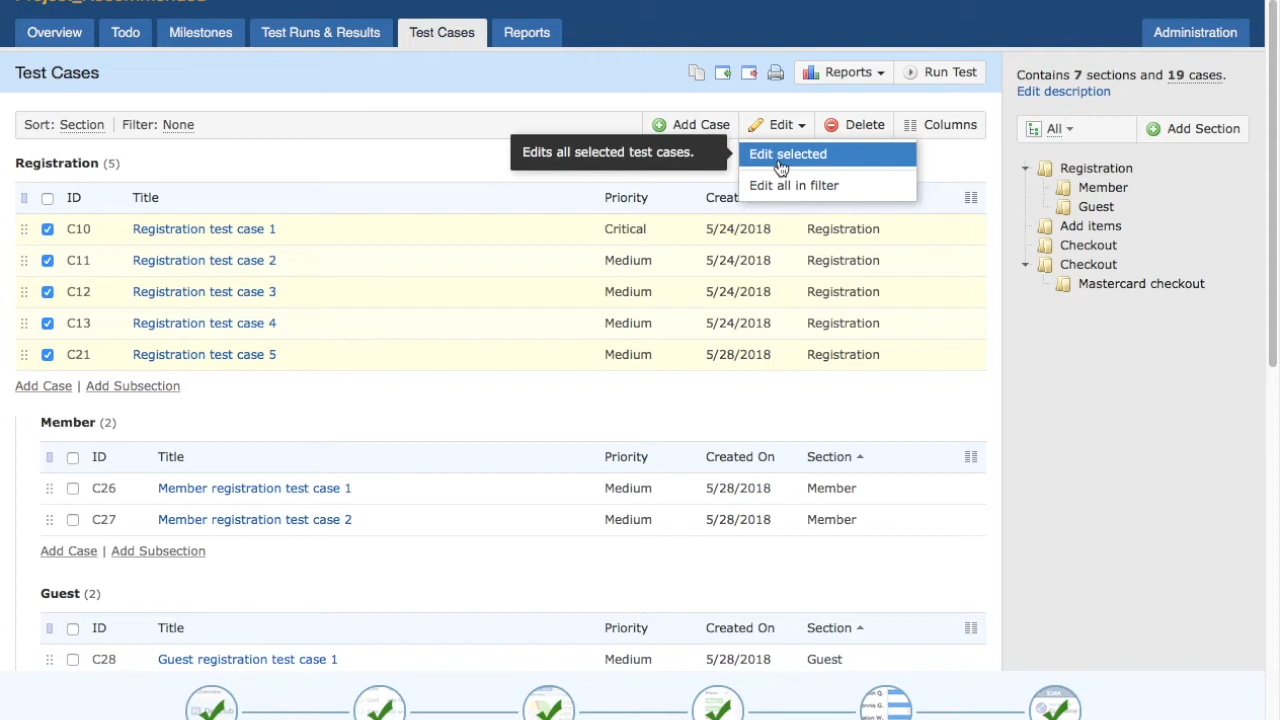 Overview Todo Milestones Test Runs & Results Test Cases Reports Administration
Test Cases Reports Run Test
Contains 7 sections and 19 cases.
Edit description
Sort: Section Filter: None Add Case Edit Delete Columns
All Add Section
Edits all selected test cases. Edit selected
Edit all in filter
Registration (5)
ID Title Priority
C10 Registration test case 1 Critical 5/24/2018 Registration
C11 Registration test case 2 Medium 5/24/2018 Registration
C12 Registration test case 3 Medium 5/24/2018 Registration
C13 Registration test case 4 Medium 5/24/2018 Registration
C21 Registration test case 5 Medium 5/28/2018 Registration
Add Case | Add Subsection
Member (2)
ID Title Priority Created On Section
C26 Member registration test case 1 Medium 5/28/2018 Member
C27 Member registration test case 2 Medium 5/28/2018 Member
Add Case | Add Subsection
Guest (2)
ID Title Priority Created On Section
C28 Guest registration test case 1 Medium 5/28/2018 Guest
Registration
Member
Guest
Add items
Checkout
Checkout
Mastercard checkout